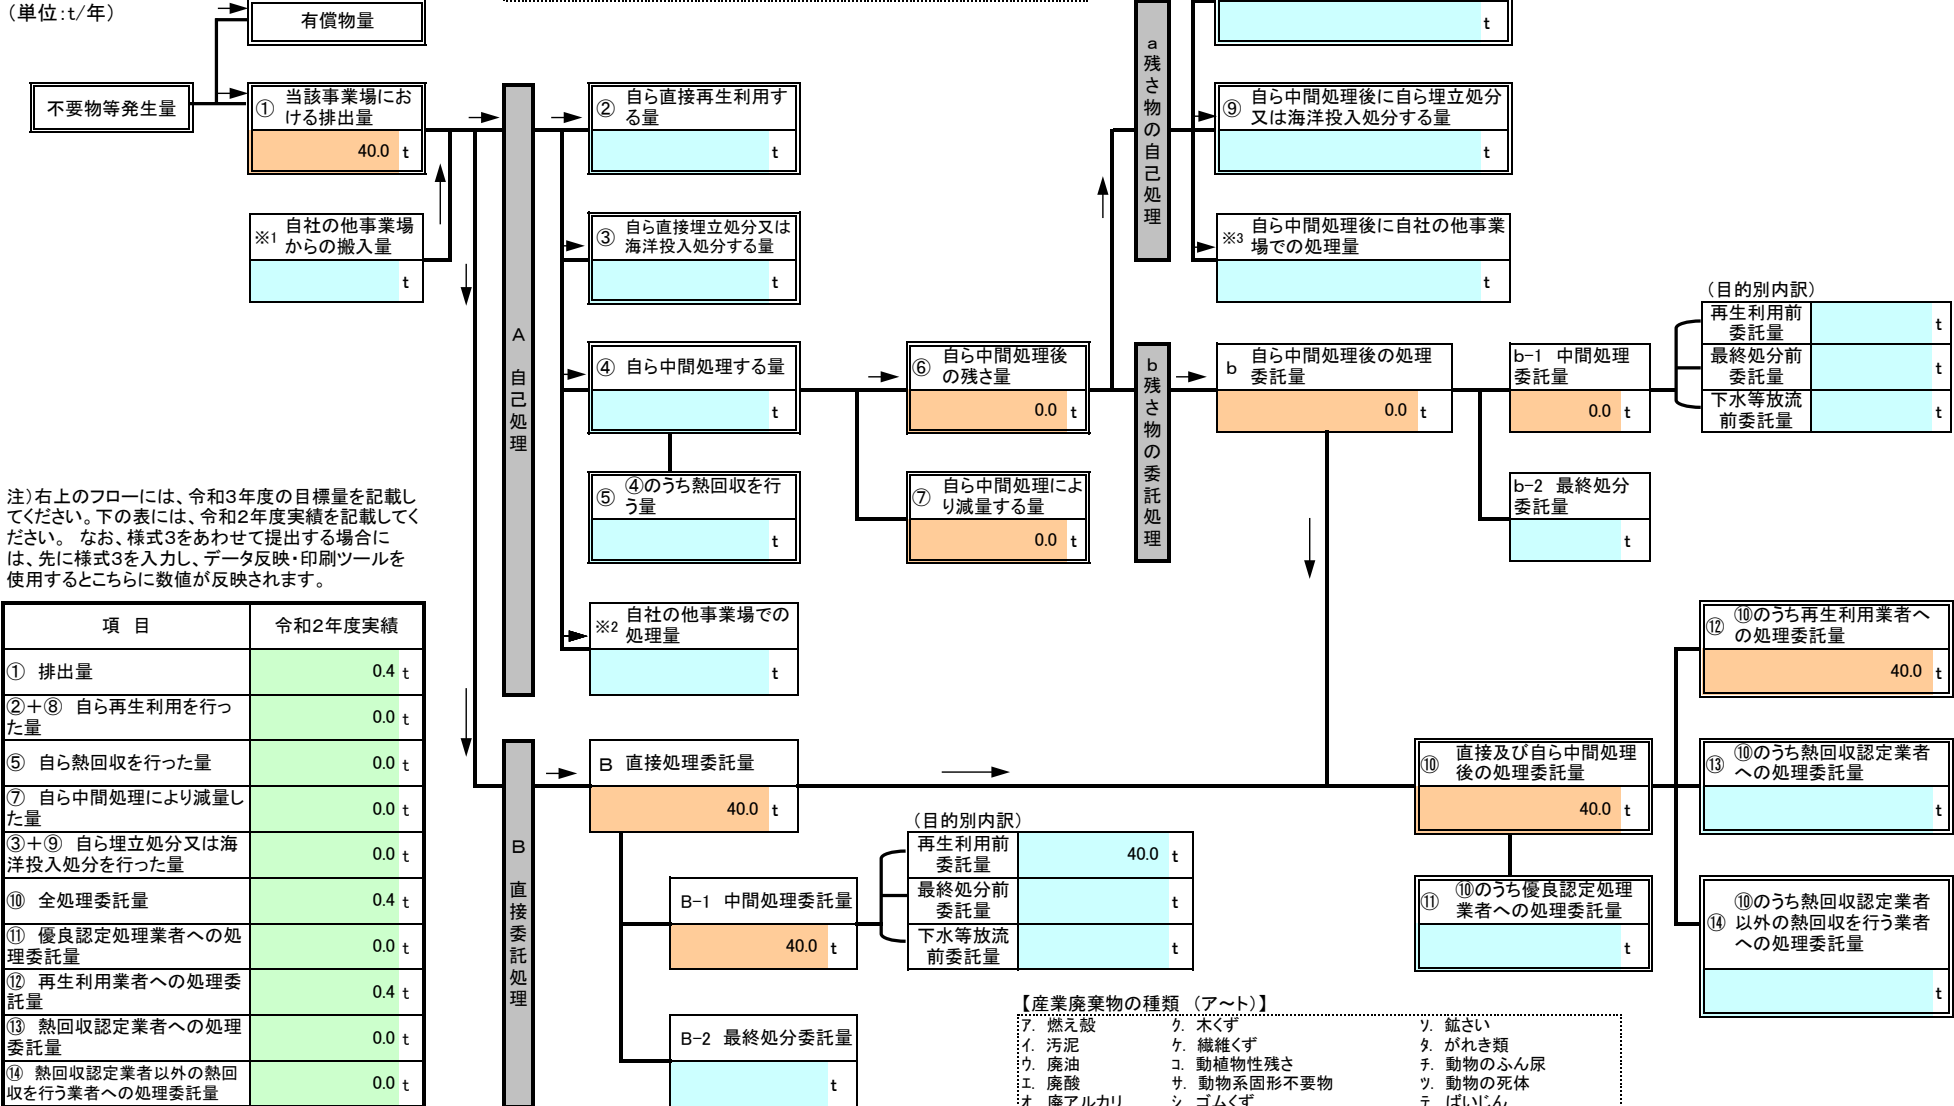 (単位:t/年)
有償物量
t
不要物等発生量
① 当該事業場にお
ける排出量
40.0 t
※1 自社の他事業場
からの搬入量
t
A 自己処理
② 自ら直接再生利用す
る量
t
③ 自ら直接埋立処分又は
海洋投入処分する量
t
④ 自ら中間処理する量
t
⑤ ④のうち熱回収を行
う量
t
※2 自社の他事業場での
処理量
t
⑥ 自ら中間処理後
の残さ量
0.0 t
⑦ 自ら中間処理によ
り減量する量
0.0 t
a 残さ物の自己処理
⑨ 自ら中間処理後に自ら埋立処分
又は海洋投入処分する量
t
※3 自ら中間処理後に自社の他事業
場での処理量
t
b 残さ物の委託処理
b 自ら中間処理後の処理
委託量
0.0 t
b-1 中間処理
委託量
0.0 t
b-2 最終処分
委託量
t
(目的別内訳)
再生利用前
委託量
t
最終処分前
委託量
t
下水等放流
前委託量
t
注)右上のフローには、令和3年度の目標量を記載し
てください。下の表には、令和2年度実績を記載してく
ださい。 なお、様式3をあわせて提出する場合に
は、先に様式3を入力し、データ反映・印刷ツールを
使用するとこちらに数値が反映されます。
項 目 令和2年度実績
① 排出量 0.4 t
②+⑧ 自ら再生利用を行っ
た量 0.0 t
⑤ 自ら熱回収を行った量 0.0 t
⑦ 自ら中間処理により減量し
た量 0.0 t
③+⑨ 自ら埋立処分又は海
洋投入処分を行った量 0.0 t
⑩ 全処理委託量 0.4 t
⑪ 優良認定処理業者への処
理委託量 0.0 t
⑫ 再生利用業者への処理委
託量 0.4 t
⑬ 熱回収認定業者への処理
委託量 0.0 t
⑭ 熱回収認定業者以外の熱回
収を行う業者への処理委託量 0.0 t
B 直接委託処理
B 直接処理委託量
40.0 t
B-1 中間処理委託量
40.0 t
B-2 最終処分委託量
t
(目的別内訳)
再生利用前
委託量
40.0 t
最終処分前
委託量
t
下水等放流
前委託量
t
⑩ 直接及び自ら中間処理
後の処理委託量
40.0 t
⑪ ⑩のうち優良認定処理
業者への処理委託量
t
⑫ ⑩のうち再生利用業者へ
の処理委託量
40.0 t
⑬ ⑩のうち熱回収認定業者
への処理委託量
t
⑭ ⑩のうち熱回収認定業者
以外の熱回収を行う業者
への処理委託量
t
【産業廃棄物の種類 (ア~ト)】
ア. 燃え殻 ク. 木くず ソ. 鉱さい
イ. 汚泥 ケ. 繊維くず タ. がれき類
ウ. 廃油 コ. 動植物性残さ チ. 動物のふん尿
エ. 廃酸 サ. 動物系固形不要物 ツ. 動物の死体
オ. 廃アルカリ シ. ゴムくず テ. ばいじん